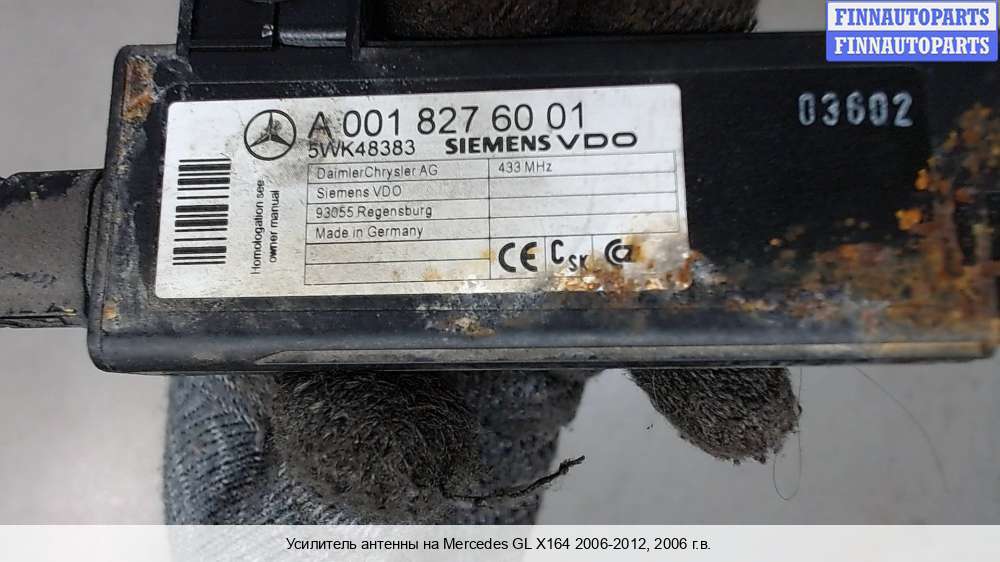 FINNAUTOPARTS
FINNAUTOPARTS
03602
A 001 827 60 01
5WK48383 SIEMENS VDO
DaimlerChrysler AG 433 MHz
Siemens VDO
93055 Regensburg
Made in Germany
Homologation see
owner manual
CE CSK
Усилитель антенны на Mercedes GL X164 2006-2012, 2006 г.в.